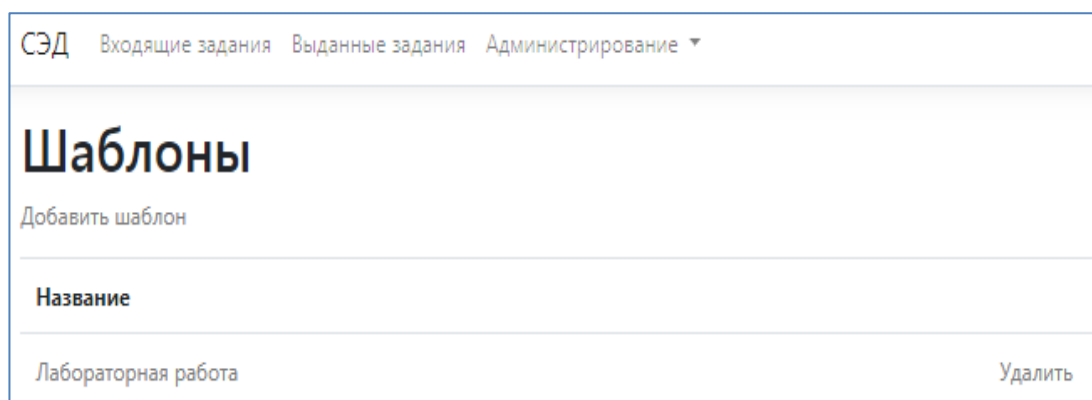 СЭД Входящие задания Выданные задания Администрирование
Шаблоны
Добавить шаблон
Название
Лабораторная работа Удалить